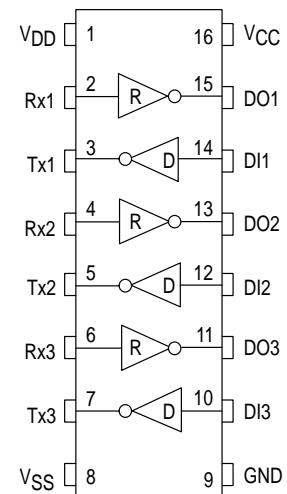 VDD 1 16 VCC
Rx1 2 R 15 DO1
Tx1 3 D 14 DI1
Rx2 4 R 13 DO2
Tx2 5 D 12 DI2
Rx3 6 R 11 DO3
Tx3 7 D 10 DI3
VSS 8 9 GND